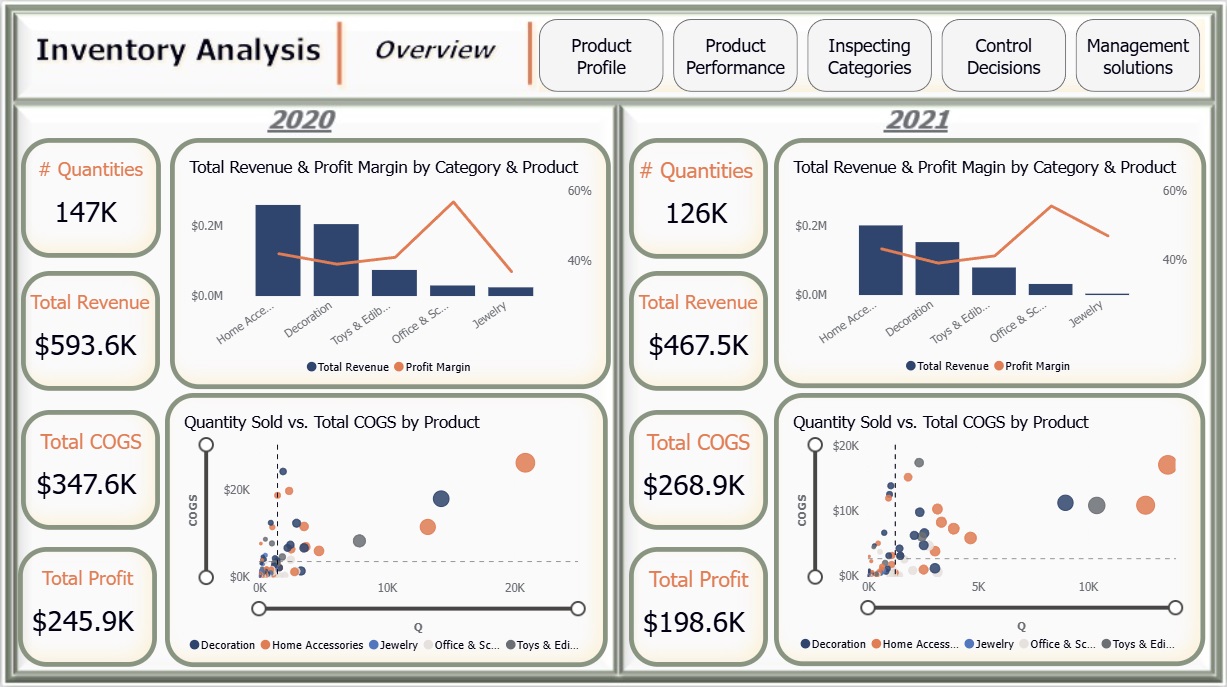 Inventory Analysis
Overview
Product
Profile
Product
Performance
Inspecting
Categories
Control
Decisions
Management
solutions
2020
# Quantities
147K
Total Revenue
$593.6K
Total COGS
$347.6K
Total Profit
$245.9K
Total Revenue & Profit Margin by Category & Product
60%
$0.2M
40%
$0.0M
Home Acce...
Decoration
Toys & Edib...
Office & Sc...
Jewelry
Total Revenue
Profit Margin
Quantity Sold vs. Total COGS by Product
COGS
$20K
$0K
0K
10K
20K
Q
Decoration
Home Accessories
Jewelry
Office & Sc...
Toys & Edi...
2021
# Quantities
126K
Total Revenue
$467.5K
Total COGS
$268.9K
Total Profit
$198.6K
Total Revenue & Profit Magin by Category & Product
60%
$0.2M
40%
$0.0M
Home Acce...
Decoration
Toys & Edib...
Office & Sc...
Jewelry
Total Revenue
Profit Margin
Quantity Sold vs. Total COGS by Product
COGS
$20K
$10K
$0K
0K
5K
10K
Q
Decoration
Home Access...
Jewelry
Office & Sc...
Toys & Edi...